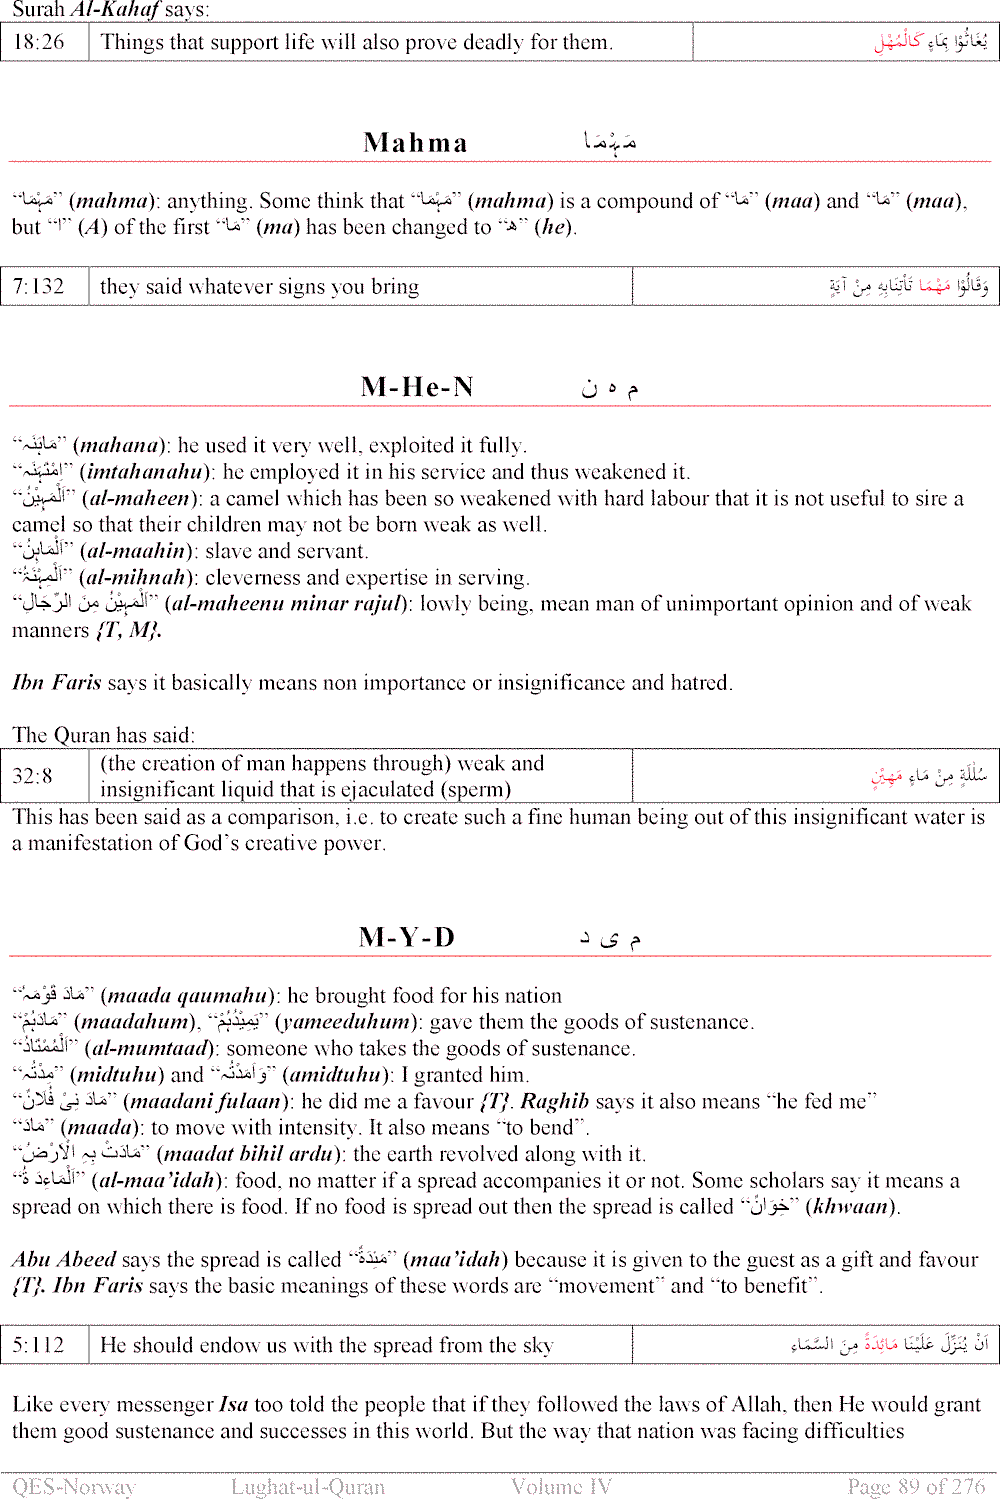 Surah Al-Kahaf says:
18:26 Things that support life will also prove deadly for them. يُغَاثُوْا بِمَاءٍ كَالْمُهْلِ
Mahma مَہْمَا
“مَہْمَا” (mahma): anything. Some think that “مَہْمَا” (mahma) is a compound of “مَا” (maa) and “مَا” (maa),
but “ا” (A) of the first “مَا” (ma) has been changed to “ھ” (he).
7:132 they said whatever signs you bring وَقَالُوْا مَهْمَا تَأْتِنَابِهِ مِنْ آيَةٍ
M-He-N م ہ ن
“مَاہَنَہٗ” (mahana): he used it very well, exploited it fully.
“اِمْتَہَنَہٗ” (imtahanahu): he employed it in his service and thus weakened it.
“اَلْمَہِيْنُ” (al-maheen): a camel which has been so weakened with hard labour that it is not useful to sire a
camel so that their children may not be born weak as well.
“اَلْمَاہِنُ” (al-maahin): slave and servant.
“اَلْمِہْنَۃُ” (al-mihnah): cleverness and expertise in serving.
“اَلْمَہِيْنُ مِنَ الرِّجَالِ” (al-maheenu minar rajul): lowly being, mean man of unimportant opinion and of weak
manners {T, M}.
Ibn Faris says it basically means non importance or insignificance and hatred.
The Quran has said:
32:8 (the creation of man happens through) weak and
insignificant liquid that is ejaculated (sperm) سُلٰلَةٍ مِنْ مَاءٍ مَهِيْنٍ
This has been said as a comparison, i.e. to create such a fine human being out of this insignificant water is
a manifestation of God’s creative power.
M-Y-D م ی د
“مَادَ قَوْمَہٗ” (maada qaumahu): he brought food for his nation
“مَادَہُمْ” (maadahum), “يَمِيْدُہُمْ” (yameeduhum): gave them the goods of sustenance.
“اَلْمُمْتَادُ” (al-mumtaad): someone who takes the goods of sustenance.
“مِدْتُہٗ” (midtuhu) and “وَاَمَدْتُہٗ” (amidtuhu): I granted him.
“مَادَ نِیْ فُلَانٌ” (maadani fulaan): he did me a favour {T}. Raghib says it also means “he fed me”
“مَادَ” (maada): to move with intensity. It also means “to bend”.
“مَادَتْ بِہِ الْاَرْضُ” (maadat bihil ardu): the earth revolved along with it.
“اَلْمَاءِدَ ۃُ” (al-maa’idah): food, no matter if a spread accompanies it or not. Some scholars say it means a
spread on which there is food. If no food is spread out then the spread is called “خِوَانٌ” (khwaan).
Abu Abeed says the spread is called “مَئِدَۃٌ” (maa’idah) because it is given to the guest as a gift and favour
{T}. Ibn Faris says the basic meanings of these words are “movement” and “to benefit”.
5:112 He should endow us with the spread from the sky اَنْ يُنَزِّلَ عَلَيْنَا مَائِدَةً مِنَ السَّمَاءِ
Like every messenger Isa too told the people that if they followed the laws of Allah, then He would grant
them good sustenance and successes in this world. But the way that nation was facing difficulties
QES-Norway Lughat-ul-Quran Volume IV Page 89 of 276